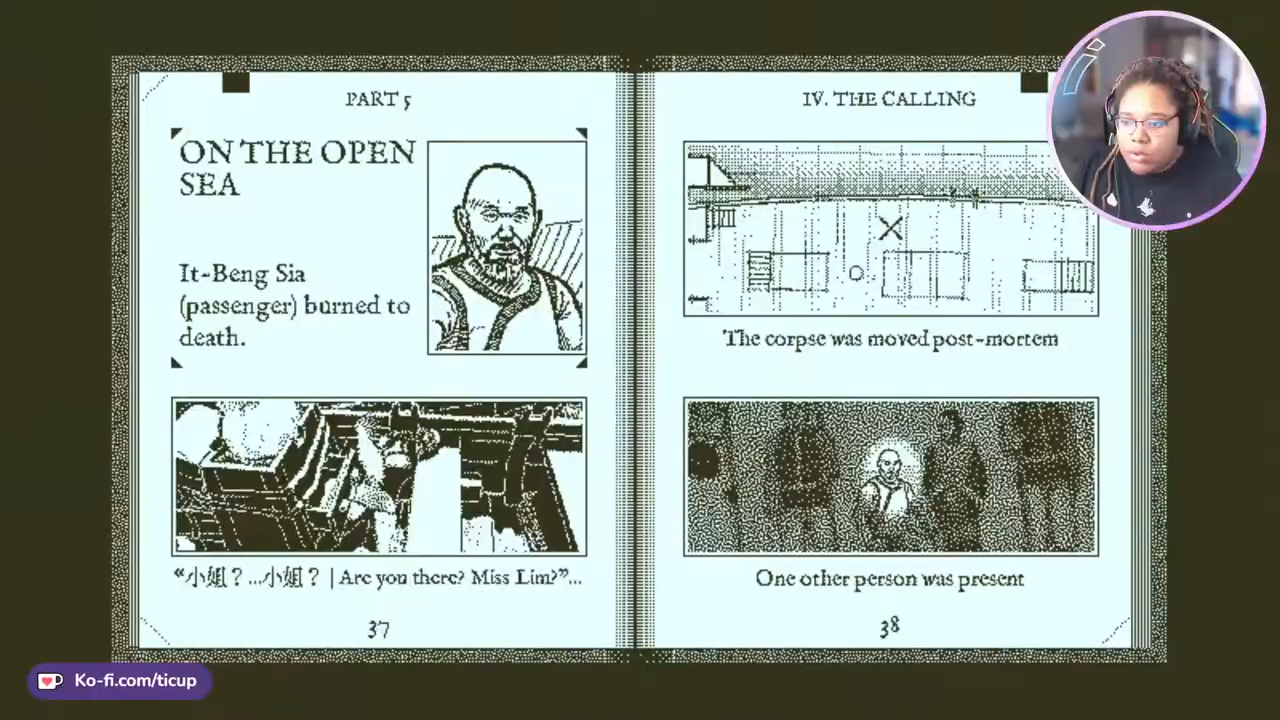 PART 5
ON THE OPEN
SEA
It-Beng Sia
(passenger) burned to
death.
“小姐？...小姐？ | Are you there? Miss Lim?”...
37
IV. THE CALLING
The corpse was moved post-mortem
One other person was present
38
Ko-fi.com/ticup